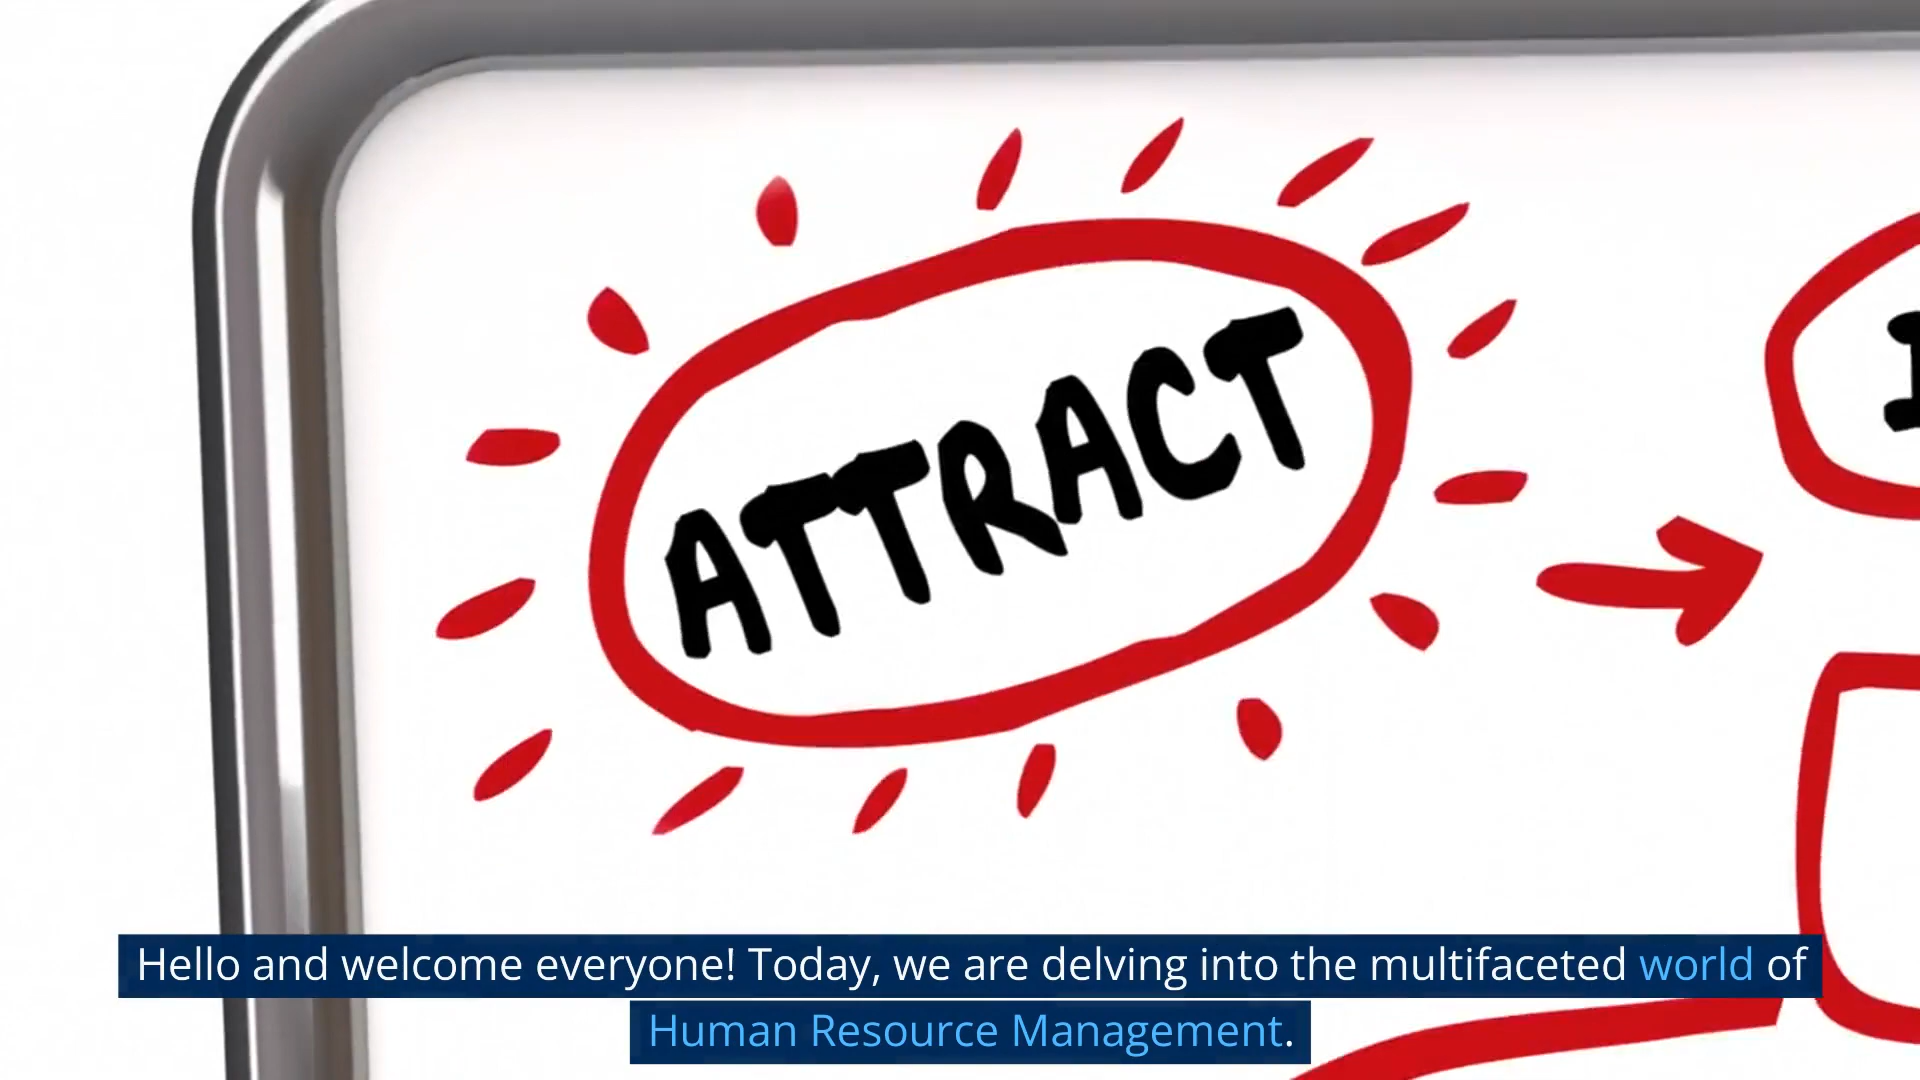 ATTRACT
Hello and welcome everyone! Today, we are delving into the multifaceted world of
Human Resource Management.